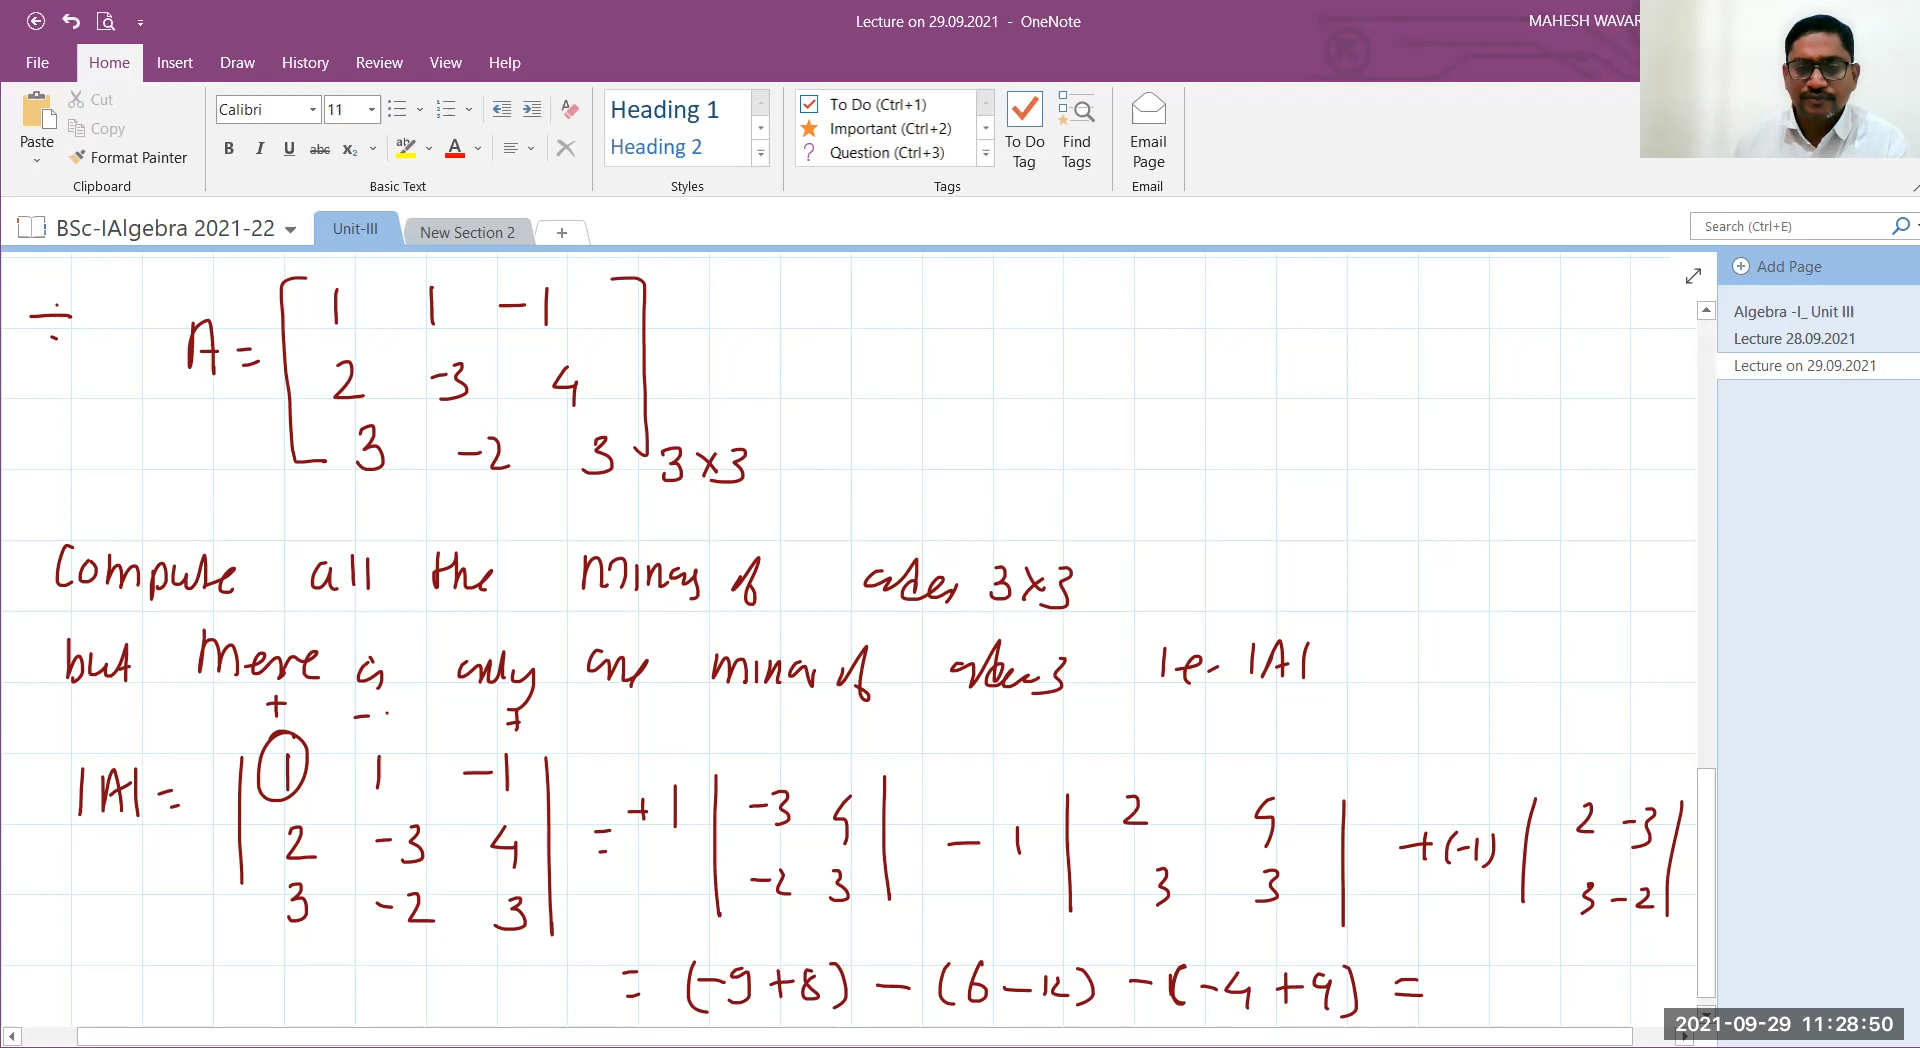 Lecture on 29.09.2021 - OneNote
MAHESH WAVAR
File Home Insert Draw History Review View Help
Paste
Cut
Copy
Format Painter
Clipboard
Calibri 11
B I U abc x₂ ab A
Basic Text
Heading 1
Heading 2
Styles
To Do (Ctrl+1)
Important (Ctrl+2)
Question (Ctrl+3)
Tags
To Do Tag
Find Tags
Email Page
Email
BSc-IAlgebra 2021-22
Unit-III
New Section 2
+
Search (Ctrl+E)
Add Page
Algebra -I_ Unit III
Lecture 28.09.2021
Lecture on 29.09.2021
÷
A = [ 1 1 -1
2 -3 4
3 -2 3 ] 3×3
Compute all the Minors of order 3×3
but there is only one minor of order 3 i.e. |A|
+ - +
|A| = | 1 1 -1 | = +1 | -3 4 | - 1 | 2 4 | +(-1) | 2 -3 |
| 2 -3 4 | | -2 3 | | 3 3 | | 3 -2 |
| 3 -2 3 |
= (-9+8) - (6-12) - (-4+9) =
2021-09-29 11:28:50